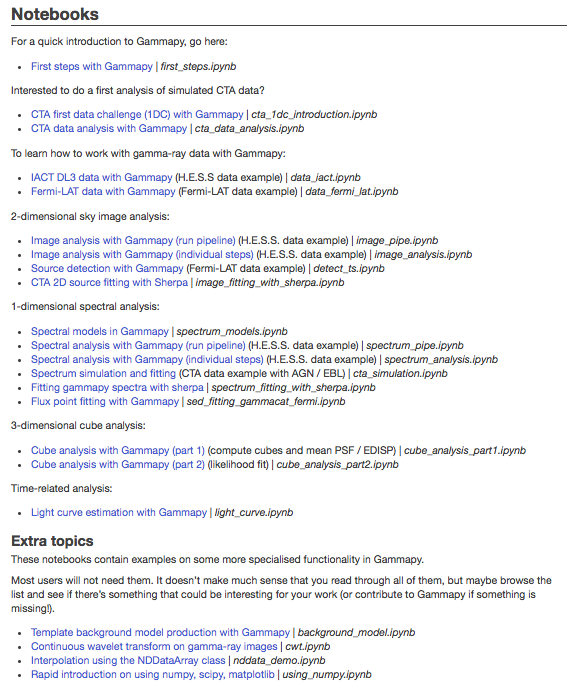 Notebooks
For a quick introduction to Gammapy, go here:
• First steps with Gammapy | first_steps.ipynb
Interested to do a first analysis of simulated CTA data?
• CTA first data challenge (1DC) with Gammapy | cta_1dc_introduction.ipynb
• CTA data analysis with Gammapy | cta_data_analysis.ipynb
To learn how to work with gamma-ray data with Gammapy:
• IACT DL3 data with Gammapy (H.E.S.S data example) | data_iact.ipynb
• Fermi-LAT data with Gammapy (Fermi-LAT data example) | data_fermi_lat.ipynb
2-dimensional sky image analysis:
• Image analysis with Gammapy (run pipeline) (H.E.S.S. data example) | image_pipe.ipynb
• Image analysis with Gammapy (individual steps) (H.E.S.S. data example) | image_analysis.ipynb
• Source detection with Gammapy (Fermi-LAT data example) | detect_ts.ipynb
• CTA 2D source fitting with Sherpa | image_fitting_with_sherpa.ipynb
1-dimensional spectral analysis:
• Spectral models in Gammapy | spectrum_models.ipynb
• Spectral analysis with Gammapy (run pipeline) (H.E.S.S. data example) | spectrum_pipe.ipynb
• Spectral analysis with Gammapy (individual steps) (H.E.S.S. data example) | spectrum_analysis.ipynb
• Spectrum simulation and fitting (CTA data example with AGN / EBL) | cta_simulation.ipynb
• Fitting gammapy spectra with sherpa | spectrum_fitting_with_sherpa.ipynb
• Flux point fitting with Gammapy | sed_fitting_gammacat_fermi.ipynb
3-dimensional cube analysis:
• Cube analysis with Gammapy (part 1) (compute cubes and mean PSF / EDISP) | cube_analysis_part1.ipynb
• Cube analysis with Gammapy (part 2) (likelihood fit) | cube_analysis_part2.ipynb
Time-related analysis:
• Light curve estimation with Gammapy | light_curve.ipynb
Extra topics
These notebooks contain examples on some more specialised functionality in Gammapy.
Most users will not need them. It doesn't make much sense that you read through all of them, but maybe browse the
list and see if there's something that could be interesting for your work (or contribute to Gammapy if something is
missing!).
• Template background model production with Gammapy | background_model.ipynb
• Continuous wavelet transform on gamma-ray images | cwt.ipynb
• Interpolation using the NDDataArray class | nddata_demo.ipynb
• Rapid introduction on using numpy, scipy, matplotlib | using_numpy.ipynb